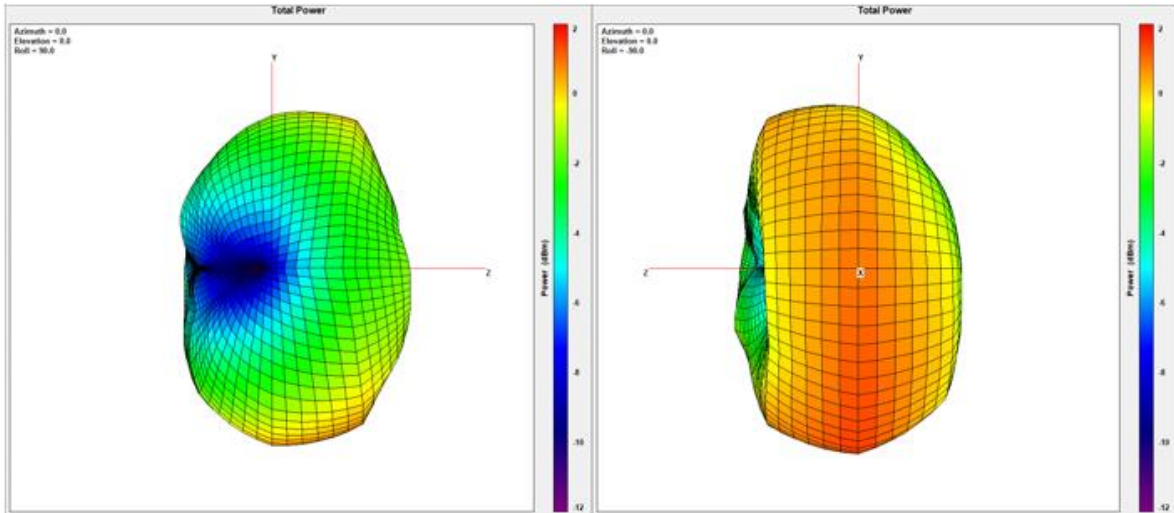 Total Power
Azimuth = 0.0
Elevation = 0.0
Roll = 90.0
Y
Z
2
0
-2
-4
-6
-8
-10
-12
Power (dBm)
Total Power
Azimuth = 0.0
Elevation = 0.0
Roll = -90.0
Y
Z
X
2
0
-2
-4
-6
-8
-10
-12
Power (dBm)